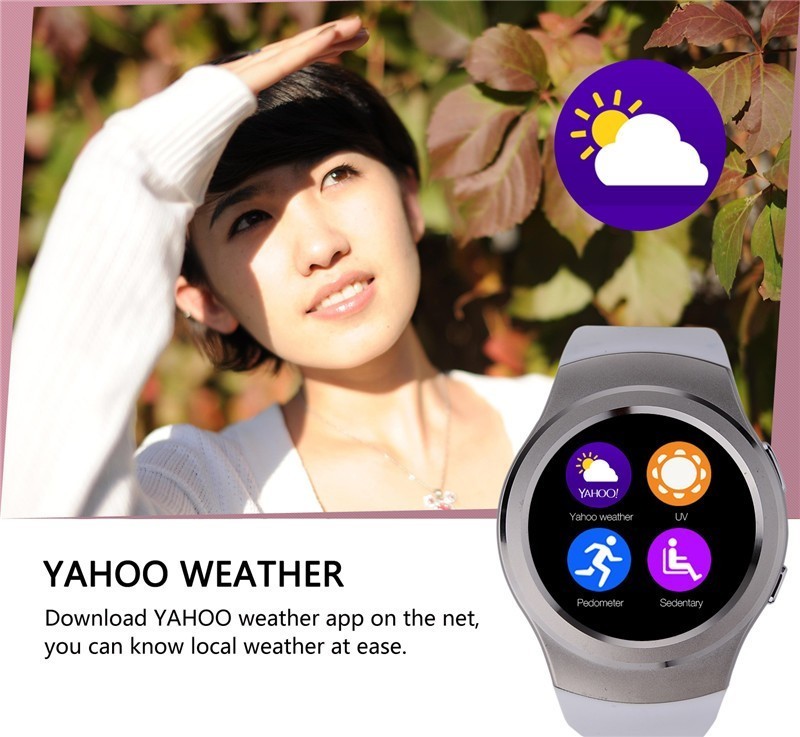 YAHOO!
Yahoo weather
UV
Pedometer
Sedentary
YAHOO WEATHER
Download YAHOO weather app on the net,
you can know local weather at ease.